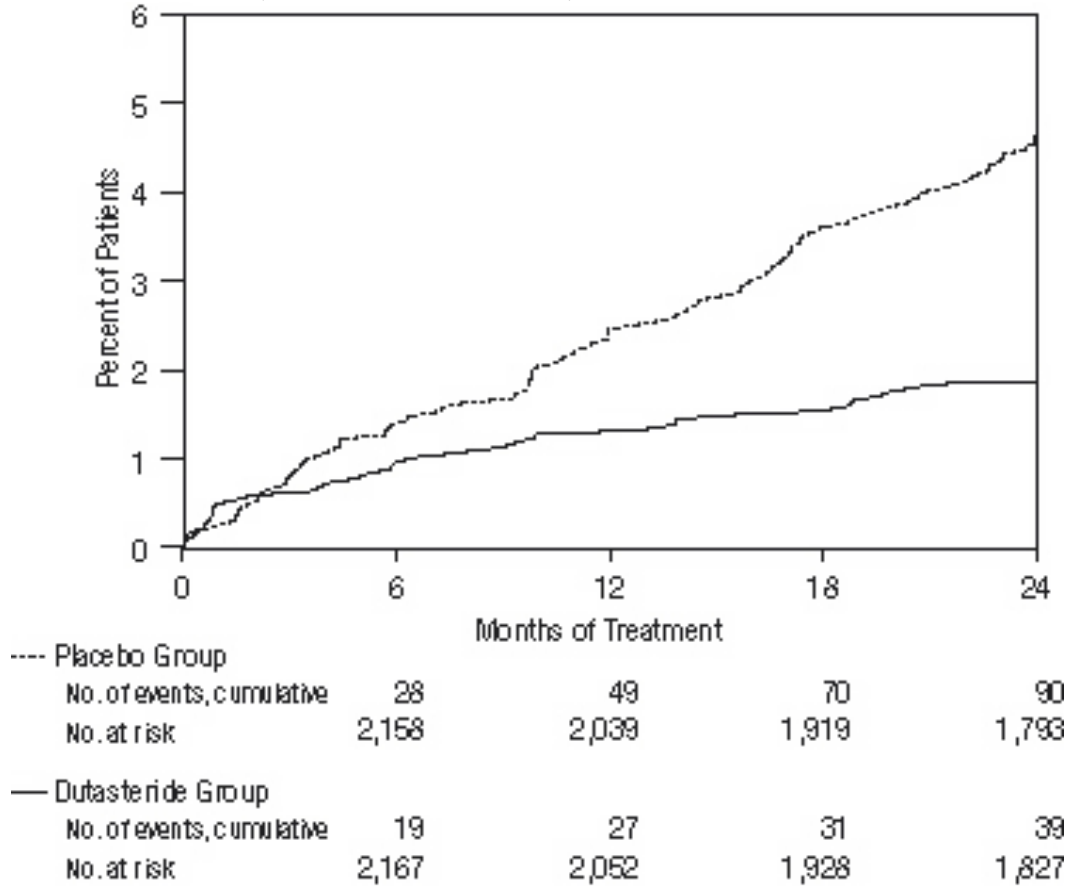 6
5
4
3
2
1
0
Percent of Patients
0 6 12 18 24
Months of Treatment
---- Placebo Group
No. of events, cumulative 28 49 70 90
No. at risk 2,158 2,039 1,919 1,793
— Dutasteride Group
No. of events, cumulative 19 27 31 39
No. at risk 2,167 2,052 1,928 1,827